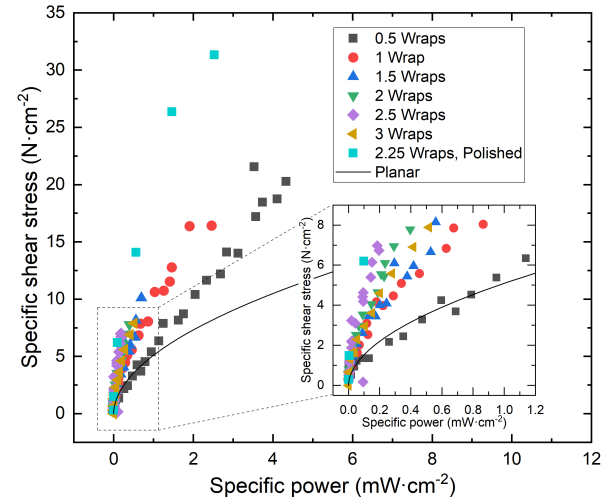 35
30
25
20
15
10
5
0
Specific shear stress (N·cm⁻²)
0.5 Wraps
1 Wrap
1.5 Wraps
2 Wraps
2.5 Wraps
3 Wraps
2.25 Wraps, Polished
Planar
8
6
4
2
0
Specific shear stress (N·cm⁻²)
0.0 0.2 0.4 0.6 0.8 1.0 1.2
Specific power (mW·cm⁻²)
0 2 4 6 8 10 12
Specific power (mW·cm⁻²)